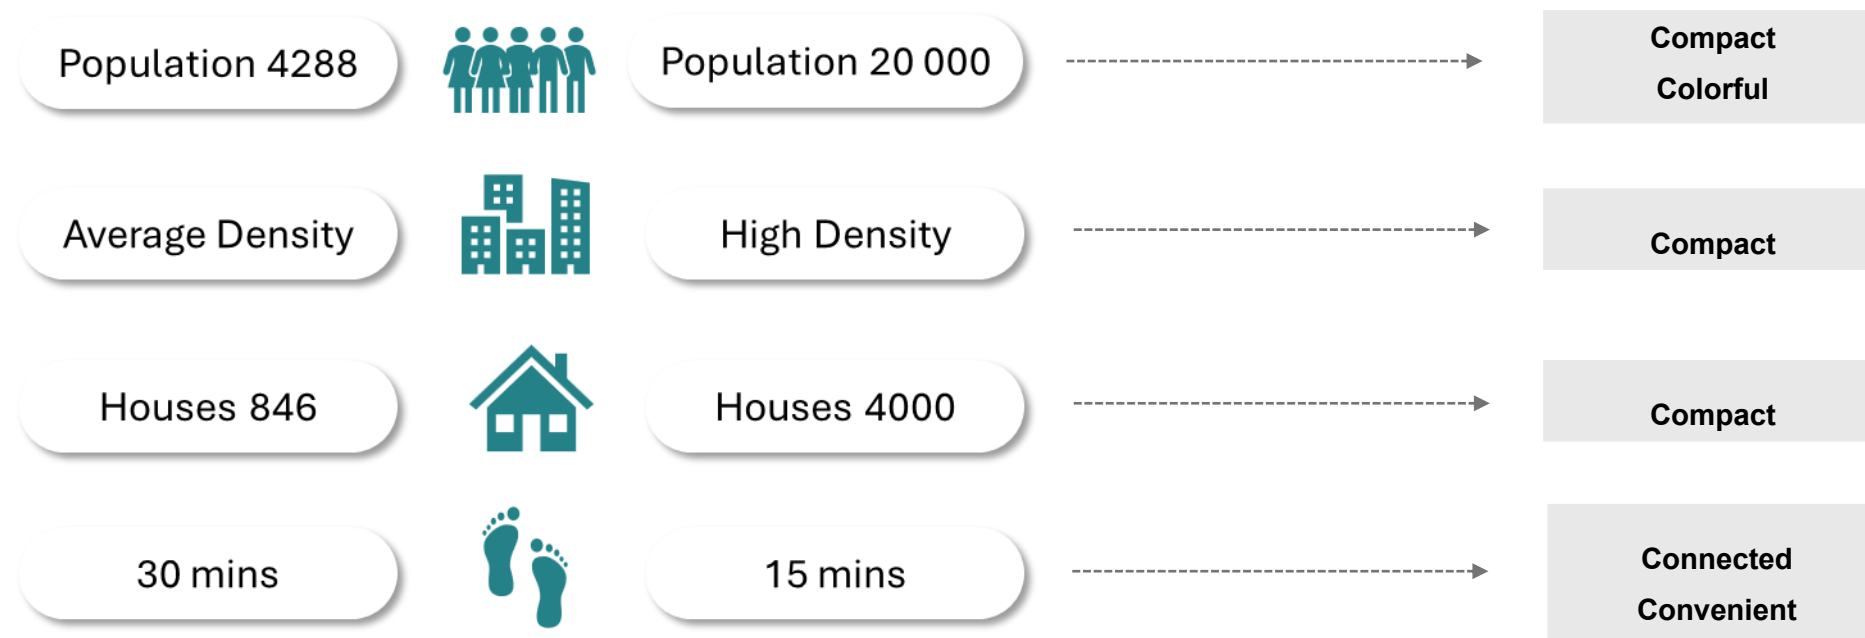 Population 4288
Population 20 000
Compact
Colorful
Average Density
High Density
Compact
Houses 846
Houses 4000
Compact
30 mins
15 mins
Connected
Convenient